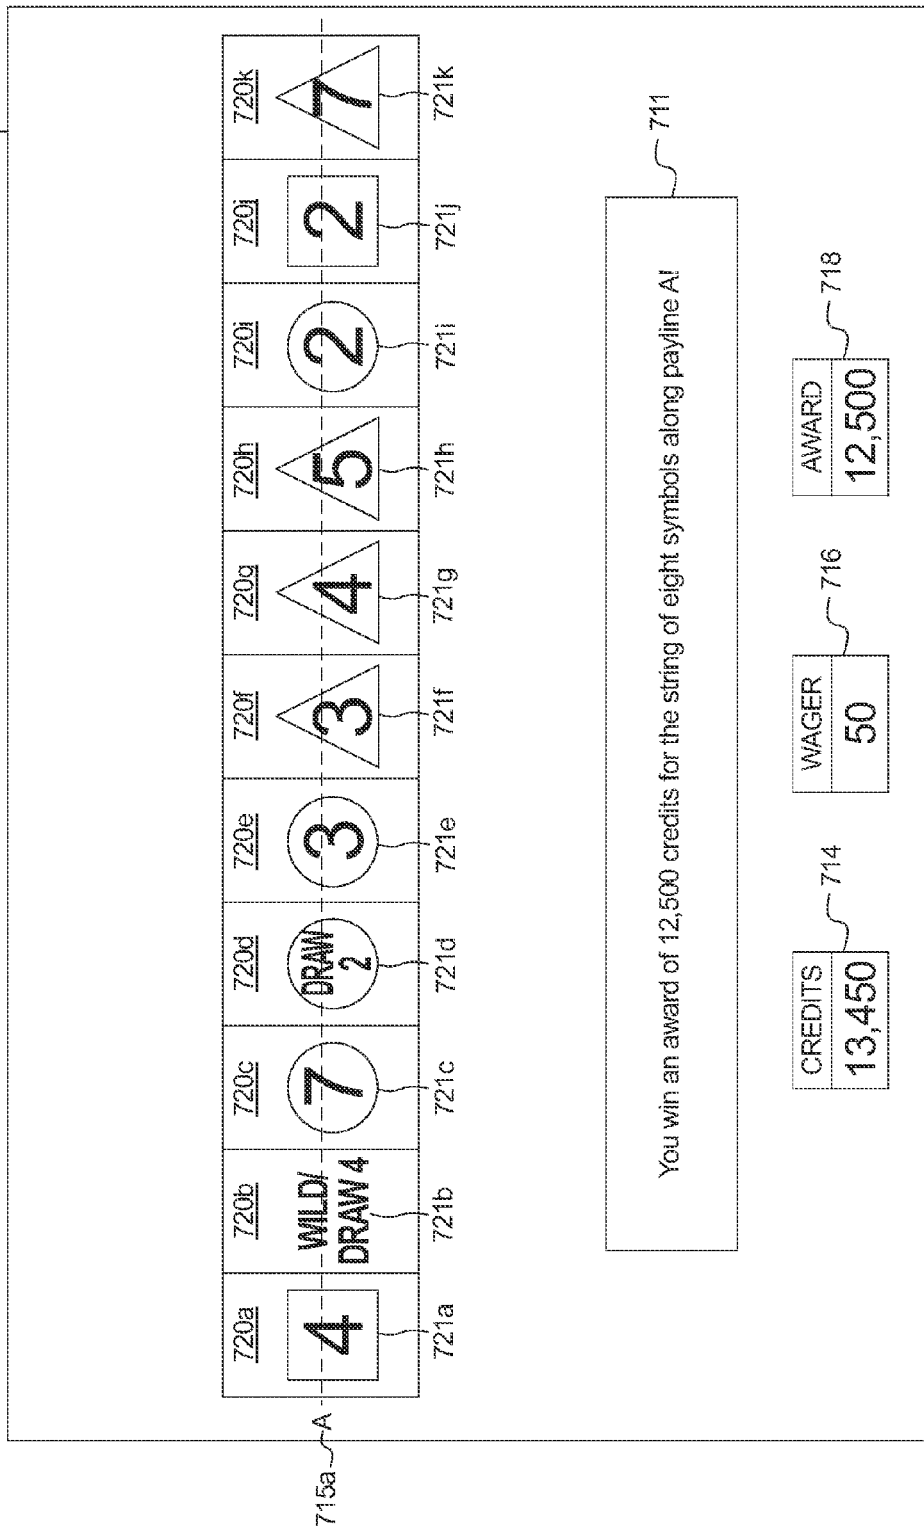 720a 720b 720c 720d 720e 720f 720g 720h 720i 720j 720k
715a A 4 WILD/ DRAW 4 7 DRAW 2 3 3 4 5 2 2 7
721a 721b 721c 721d 721e 721f 721g 721h 721i 721j 721k
You win an award of 12,500 credits for the string of eight symbols along payline A! 711
CREDITS 714 WAGER 716 AWARD 718
13,450 50 12,500